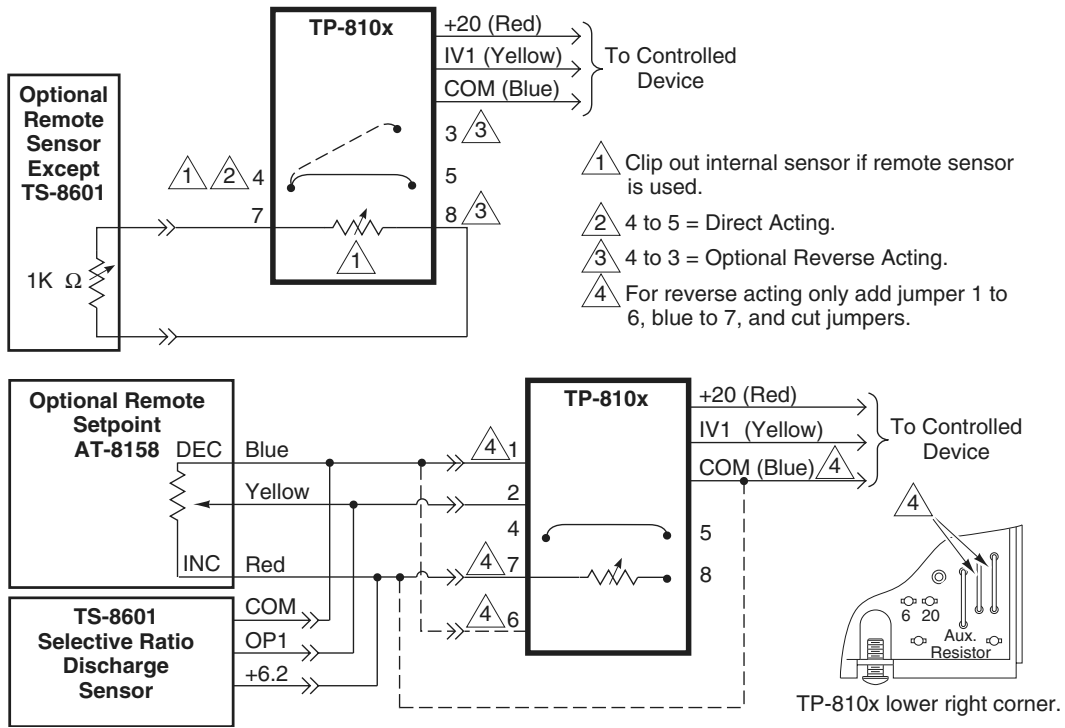 TP-810x
+20 (Red)
IV1 (Yellow)
COM (Blue)
To Controlled
Device
Optional
Remote
Sensor
Except
TS-8601
1K Ω
1 2 4
3 3
5
7
8 3
1
1 Clip out internal sensor if remote sensor
is used.
2 4 to 5 = Direct Acting.
3 4 to 3 = Optional Reverse Acting.
4 For reverse acting only add jumper 1 to
6, blue to 7, and cut jumpers.
Optional Remote
Setpoint
AT-8158
DEC
INC
Blue
Yellow
Red
TS-8601
Selective Ratio
Discharge
Sensor
COM
OP1
+6.2
TP-810x
4 1
2
4
4 7
4 6
5
8
+20 (Red)
IV1 (Yellow)
COM (Blue) 4
To Controlled
Device
4
6 20
Aux.
Resistor
TP-810x lower right corner.